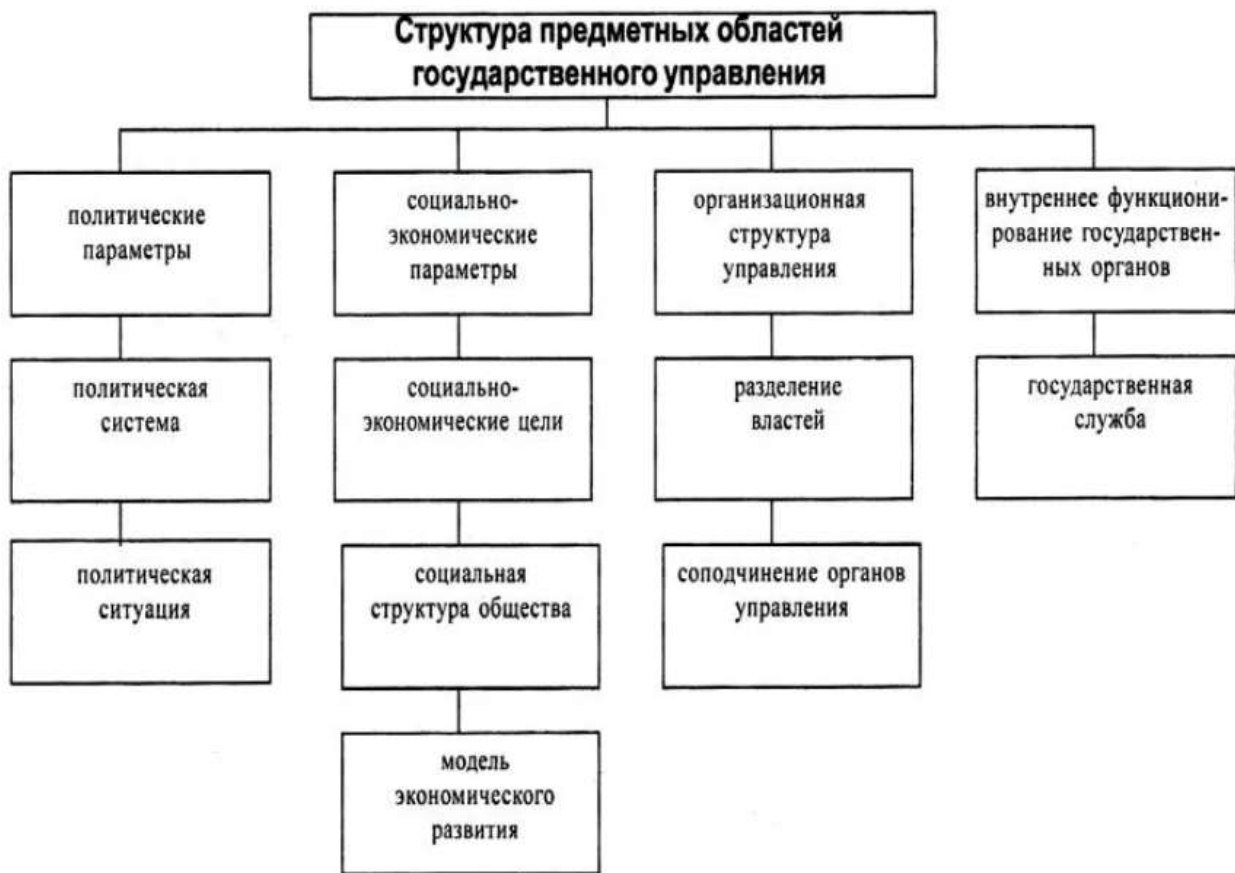 Структура предметных областей
государственного управления
политические
параметры
социально-
экономические
параметры
организационная
структура
управления
внутреннее функциони-
рование государствен-
ных органов
политическая
система
социально-
экономические цели
разделение
властей
государственная
служба
политическая
ситуация
социальная
структура общества
соподчинение органов
управления
модель
экономического
развития